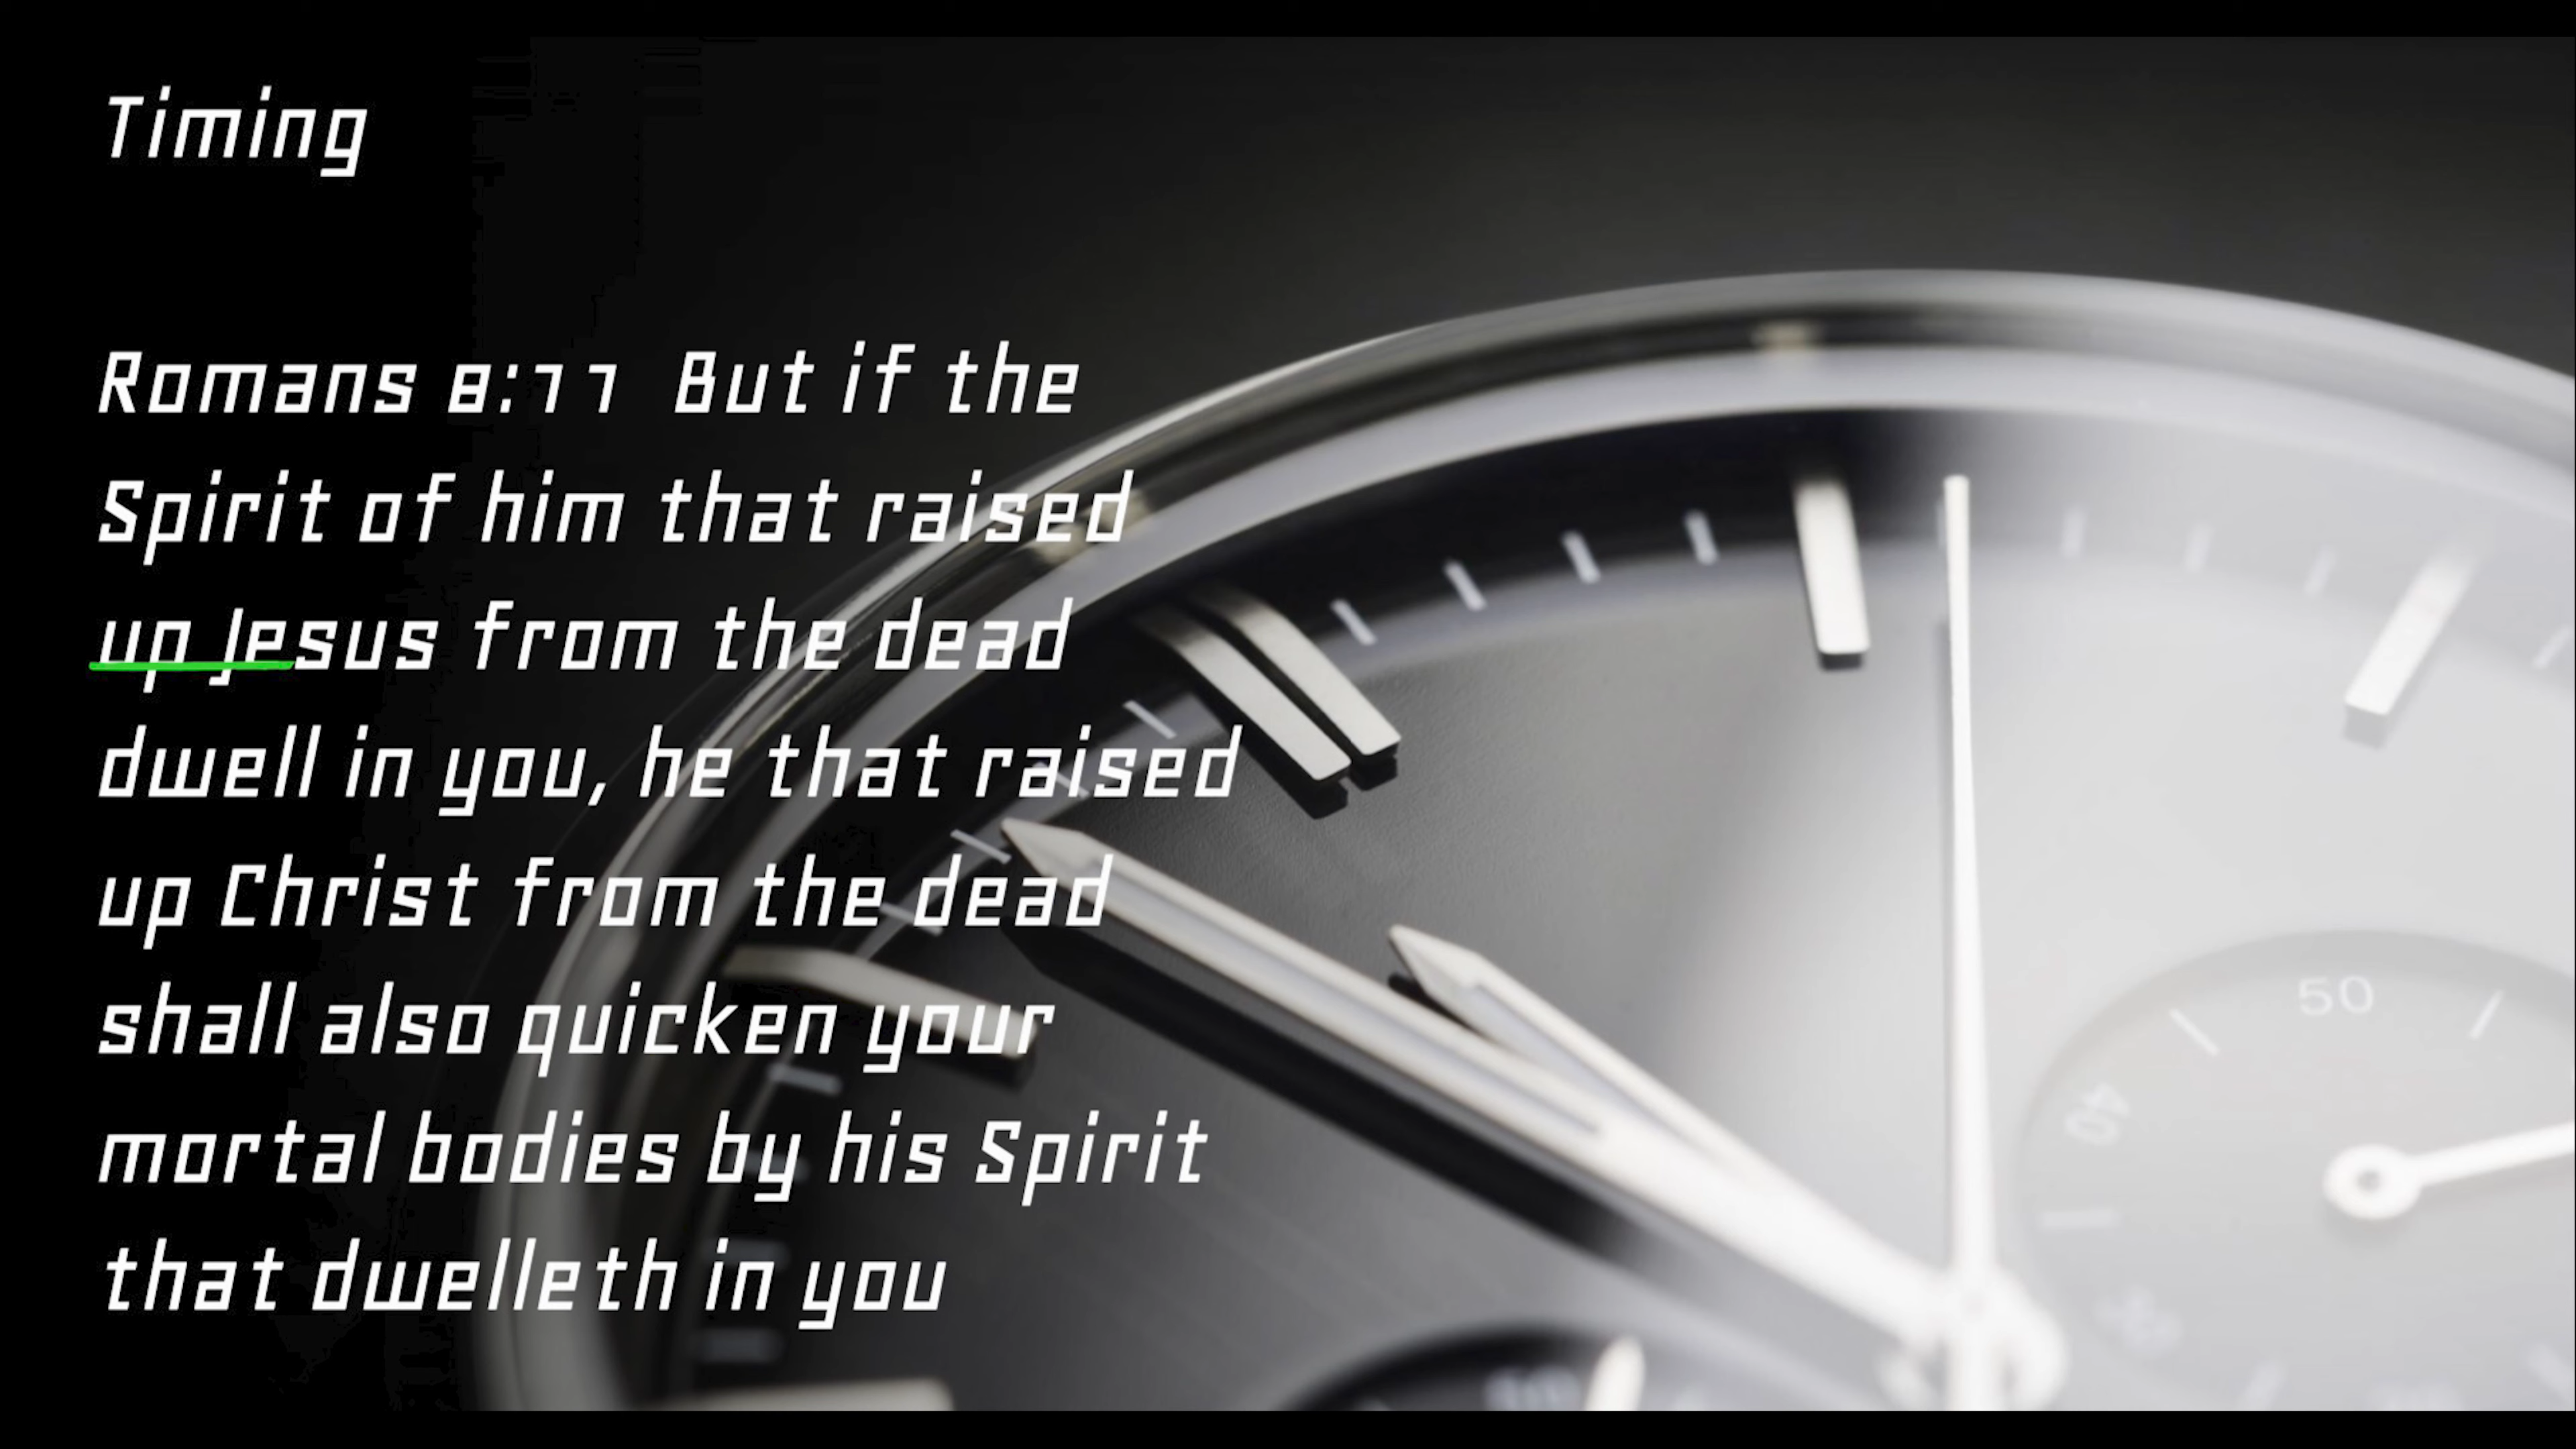 Timing
Romans 8:11 But if the
Spirit of him that raised
up Jesus from the dead
dwell in you, he that raised
up Christ from the dead
shall also quicken your
mortal bodies by his Spirit
that dwelleth in you
50
40